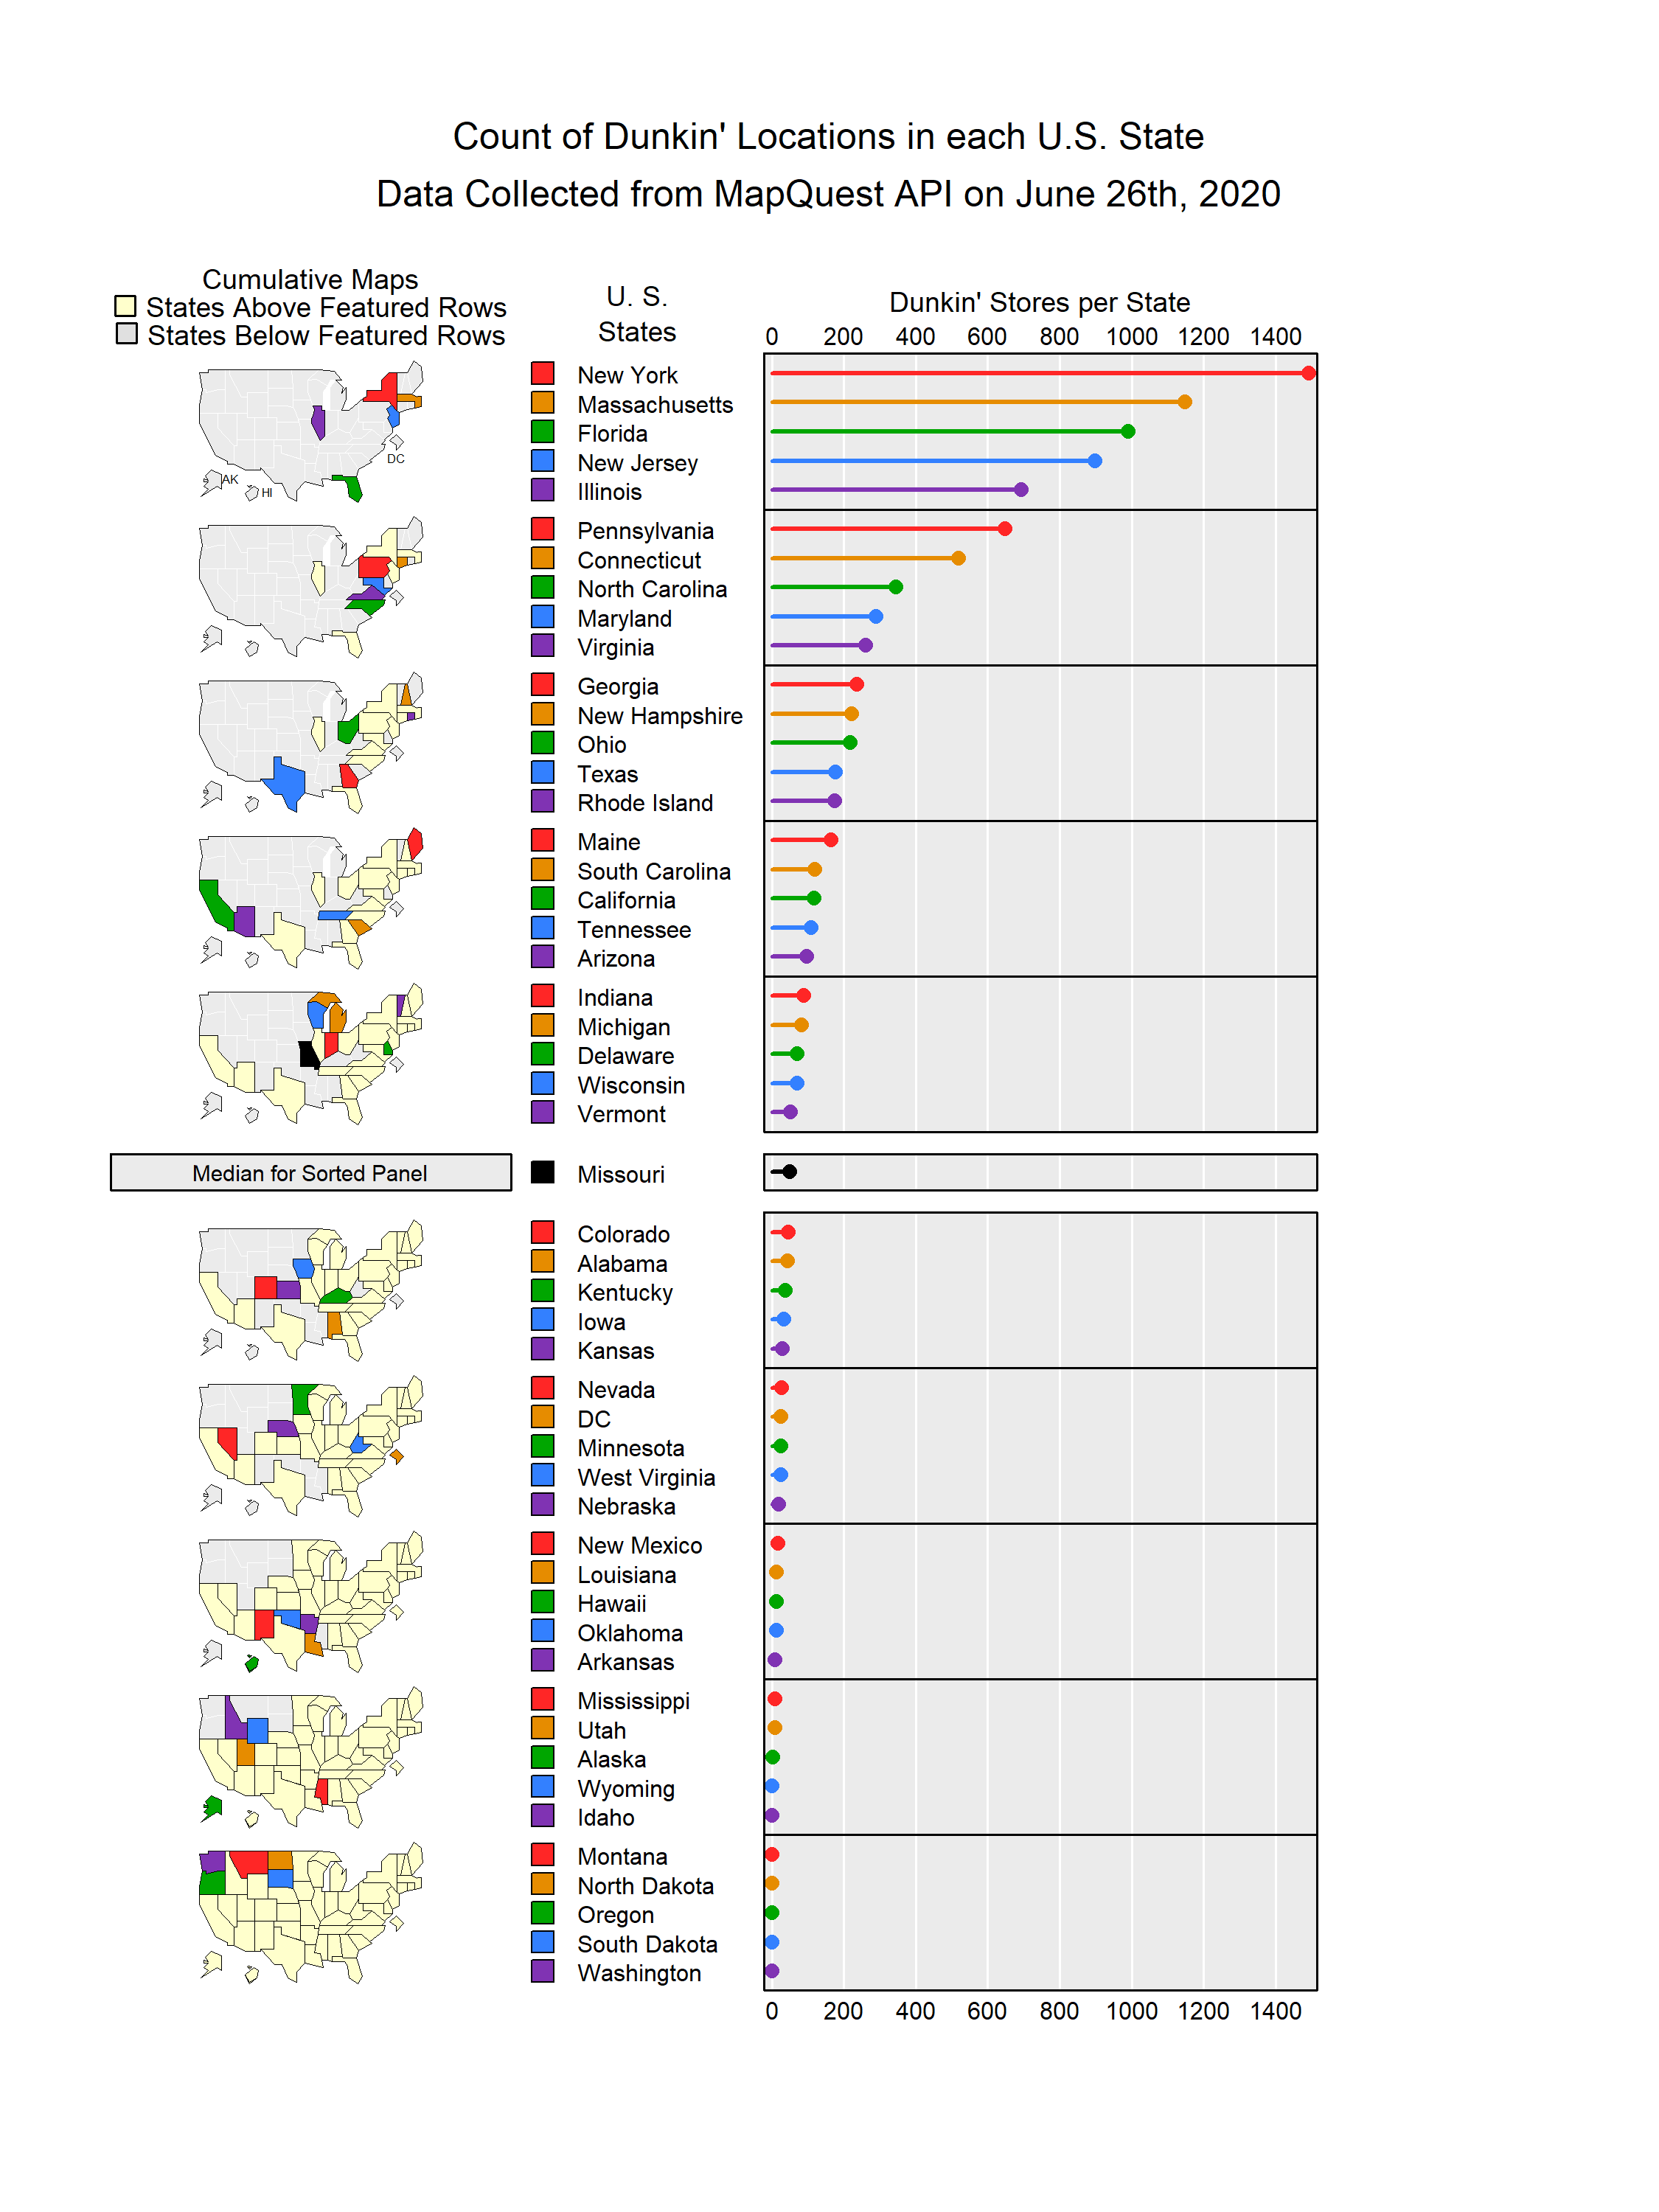 Count of Dunkin' Locations in each U.S. State
Data Collected from MapQuest API on June 26th, 2020
Cumulative Maps
States Above Featured Rows
States Below Featured Rows
U. S.
States
Dunkin' Stores per State
0 200 400 600 800 1000 1200 1400
New York
Massachusetts
Florida
New Jersey
Illinois
DC
AK
HI
Pennsylvania
Connecticut
North Carolina
Maryland
Virginia
Georgia
New Hampshire
Ohio
Texas
Rhode Island
Maine
South Carolina
California
Tennessee
Arizona
Indiana
Michigan
Delaware
Wisconsin
Vermont
Median for Sorted Panel
Missouri
Colorado
Alabama
Kentucky
Iowa
Kansas
Nevada
DC
Minnesota
West Virginia
Nebraska
New Mexico
Louisiana
Hawaii
Oklahoma
Arkansas
Mississippi
Utah
Alaska
Wyoming
Idaho
Montana
North Dakota
Oregon
South Dakota
Washington
0 200 400 600 800 1000 1200 1400